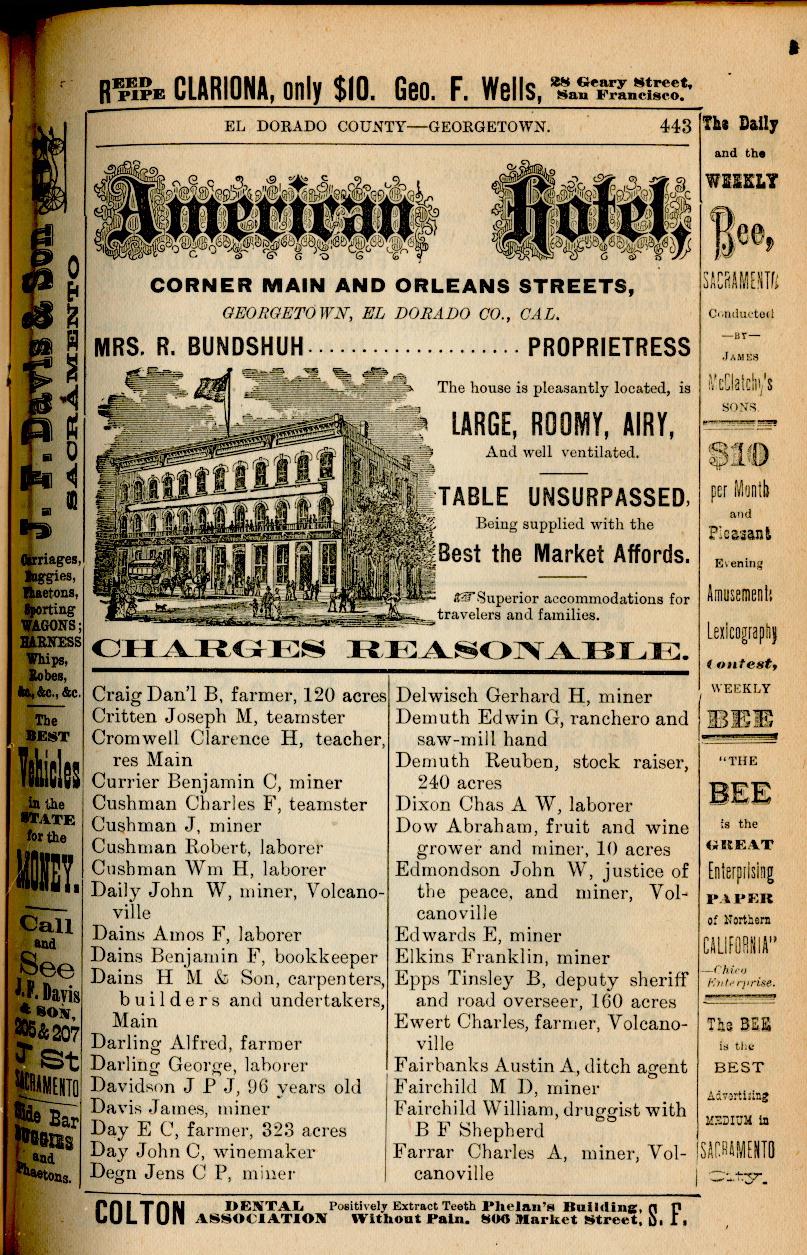 REED PIPE CLARIONA, only $10. Geo. F. Wells, 28 Geary Street, San Francisco.
EL DORADO COUNTY—GEORGETOWN. 443
American Hotel,
CORNER MAIN AND ORLEANS STREETS,
GEORGETOWN, EL DORADO CO., CAL.
MRS. R. BUNDSHUH.................... PROPRIETRESS
The house is pleasantly located, is
LARGE, ROOMY, AIRY,
And well ventilated.
TABLE UNSURPASSED,
Being supplied with the
Best the Market Affords.
☞ Superior accommodations for
travelers and families.
CHARGES REASONABLE.
Craig Dan'l B, farmer, 120 acres
Critten Joseph M, teamster
Cromwell Clarence H, teacher,
res Main
Currier Benjamin C, miner
Cushman Charles F, teamster
Cushman J, miner
Cushman Robert, laborer
Cushman Wm H, laborer
Daily John W, miner, Volcano-
ville
Dains Amos F, laborer
Dains Benjamin F, bookkeeper
Dains H M & Son, carpenters,
builders and undertakers,
Main
Darling Alfred, farmer
Darling George, laborer
Davidson J P J, 96 years old
Davis James, miner
Day E C, farmer, 323 acres
Day John C, winemaker
Degn Jens C P, miner
Delwisch Gerhard H, miner
Demuth Edwin G, ranchero and
saw-mill hand
Demuth Reuben, stock raiser,
240 acres
Dixon Chas A W, laborer
Dow Abraham, fruit and wine
grower and miner, 10 acres
Edmondson John W, justice of
the peace, and miner, Vol-
canoville
Edwards E, miner
Elkins Franklin, miner
Epps Tinsley B, deputy sheriff
and road overseer, 160 acres
Ewert Charles, farmer, Volcano-
ville
Fairbanks Austin A, ditch agent
Fairchild M D, miner
Fairchild William, druggist with
B F Shepherd
Farrar Charles A, miner, Vol-
canoville
J. F. Davis & Son
SACRAMENTO
Carriages,
Buggies,
Phaetons,
Sporting
WAGONS;
HARNESS
Whips,
Robes,
&c., &c., &c.
The
BEST
Vehicles
in the
STATE
for the
MONEY.
Call
and
See
J. F. Davis
& SON,
205 & 207
J St
SACRAMENTO
Side Bar
BUGGIES
and
Phaetons.
The Daily
and the
WEEKLY
Bee,
SACRAMENTO
Conducted
—BY—
JAMES
McClatchy's
SONS
$10
per Month
and
Pleasant
Evening
Amusement;
Lexicography
Contest,
WEEKLY
BEE
"THE
BEE
is the
GREAT
Enterprising
PAPER
of Northern
CALIFORNIA"
—Chico
Enterprise.
The BEE
is the
BEST
Advertising
MEDIUM in
SACRAMENTO
City.
COLTON DENTAL ASSOCIATION Positively Extract Teeth Without Pain. Phelan's Building, 806 Market Street, S. F.